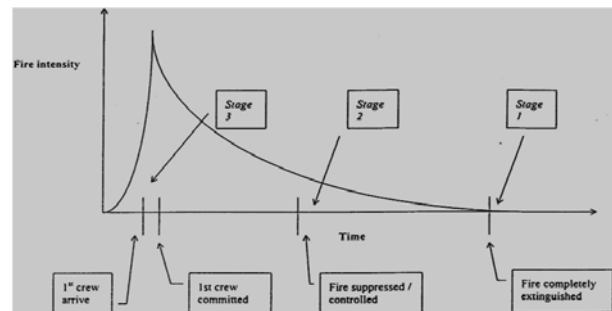 Fire intensity
Stage
3
Stage
2
Stage
1
Time
1st crew
arrive
1st crew
committed
Fire suppressed /
controlled
Fire completely
extinguished